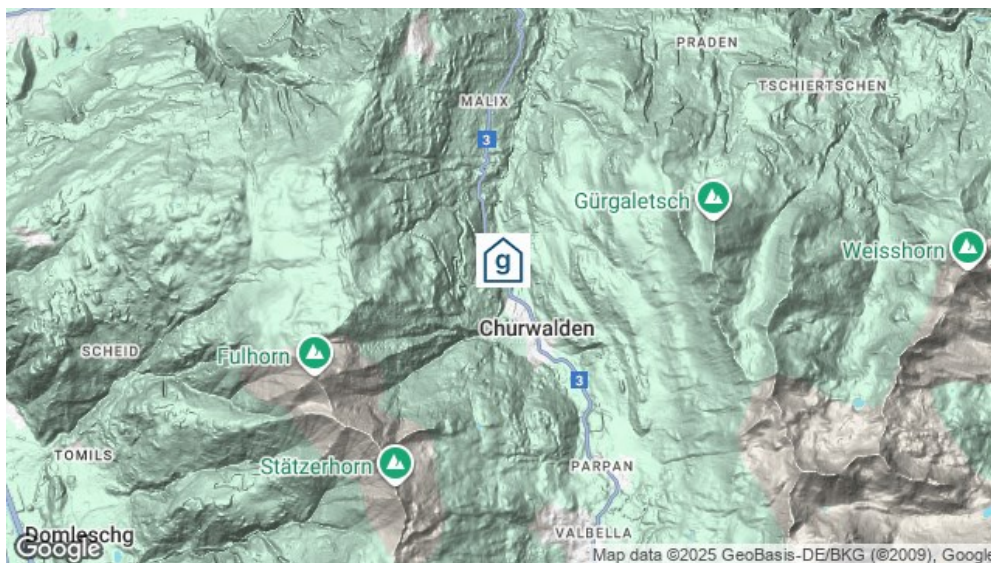 PRADEN
TSCHIERTSCHEN
MALIX
3
Gürgaletsch
Weisshorn
g
Churwalden
SCHEID
Fulhorn
3
TOMILS
Stätzerhorn
PARPAN
Domleschg
VALBELLA
Google
Map data ©2025 GeoBasis-DE/BKG (©2009), Google